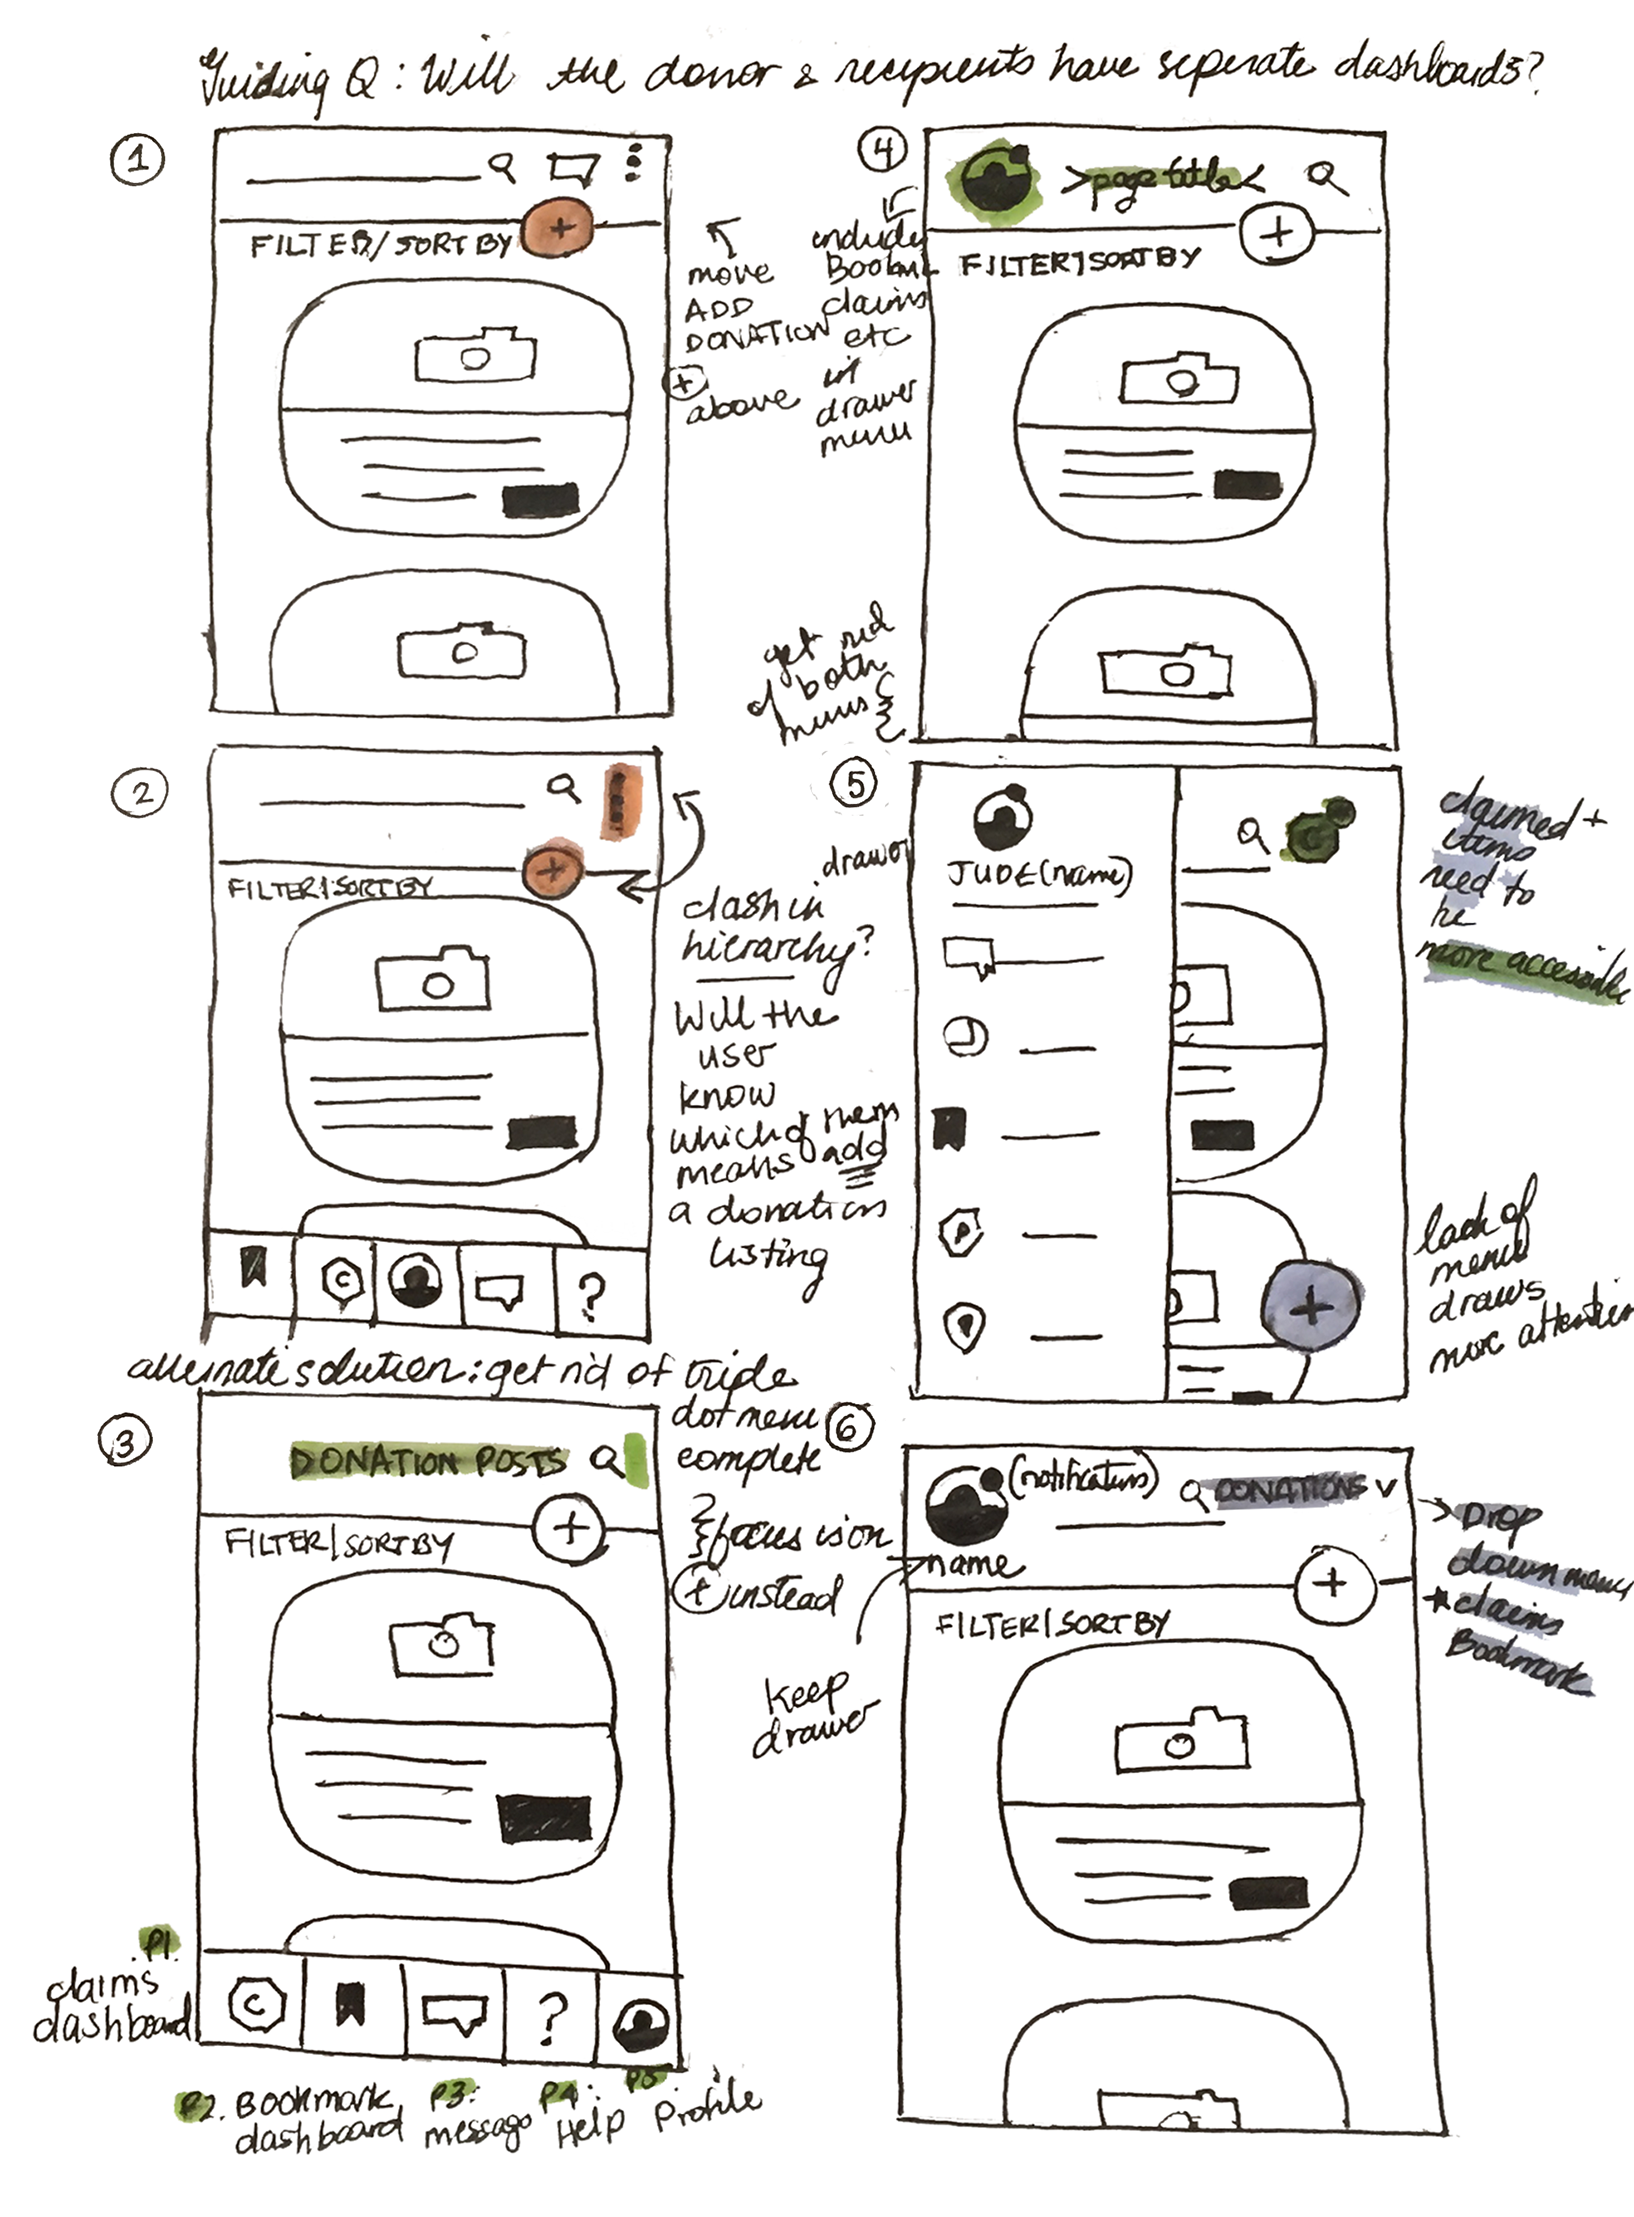 Guiding Q: Will the donor & recipients have seperate dashboards?
1
FILTER/SORT BY +
move
ADD
DONATION
+
above
2
+
FILTER|SORT BY
clash in
hierarchy?
Will the
user
know
which of them
means add
a donation
listing
C
?
alternate solution: get rid of triple
dot menu
complete
3
DONATION POSTS
+
FILTER|SORT BY
focus is on
+ instead
P1.
claims
dashboard
C
?
P2. Bookmark
dashboard
P3:
message
P4:
Help
P5
Profile
4
>page title<
+
FILTER|SORT BY
include
claims
etc
in
drawer
menu
get rid
of both
menus
5
drawer
JUDE (name)
P
+
claimed +
items
need to
be
more accessible
lack of
menu
draws
more attention
6
(notifications)
DONATIONS
name
+
FILTER|SORT BY
Keep
drawer
Drop
down menu
*claims
Bookmark